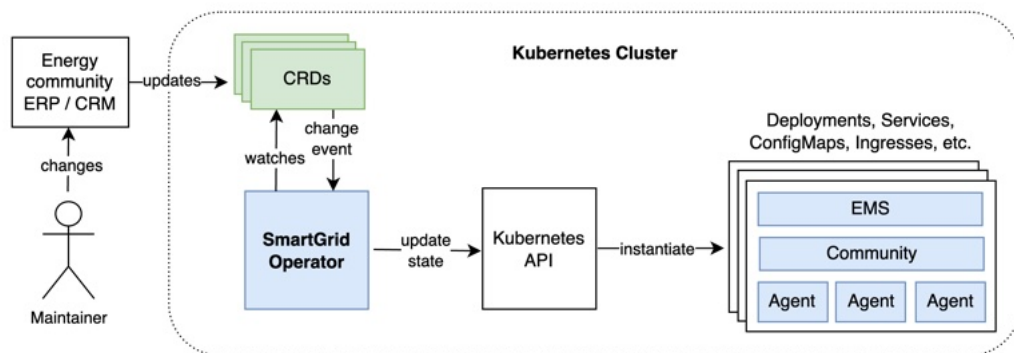 Energy
community
ERP / CRM
updates
CRDs
Kubernetes Cluster
changes
watches
change
event
Maintainer
SmartGrid
Operator
update
state
Kubernetes
API
instantiate
Deployments, Services,
ConfigMaps, Ingresses, etc.
EMS
Community
Agent Agent Agent